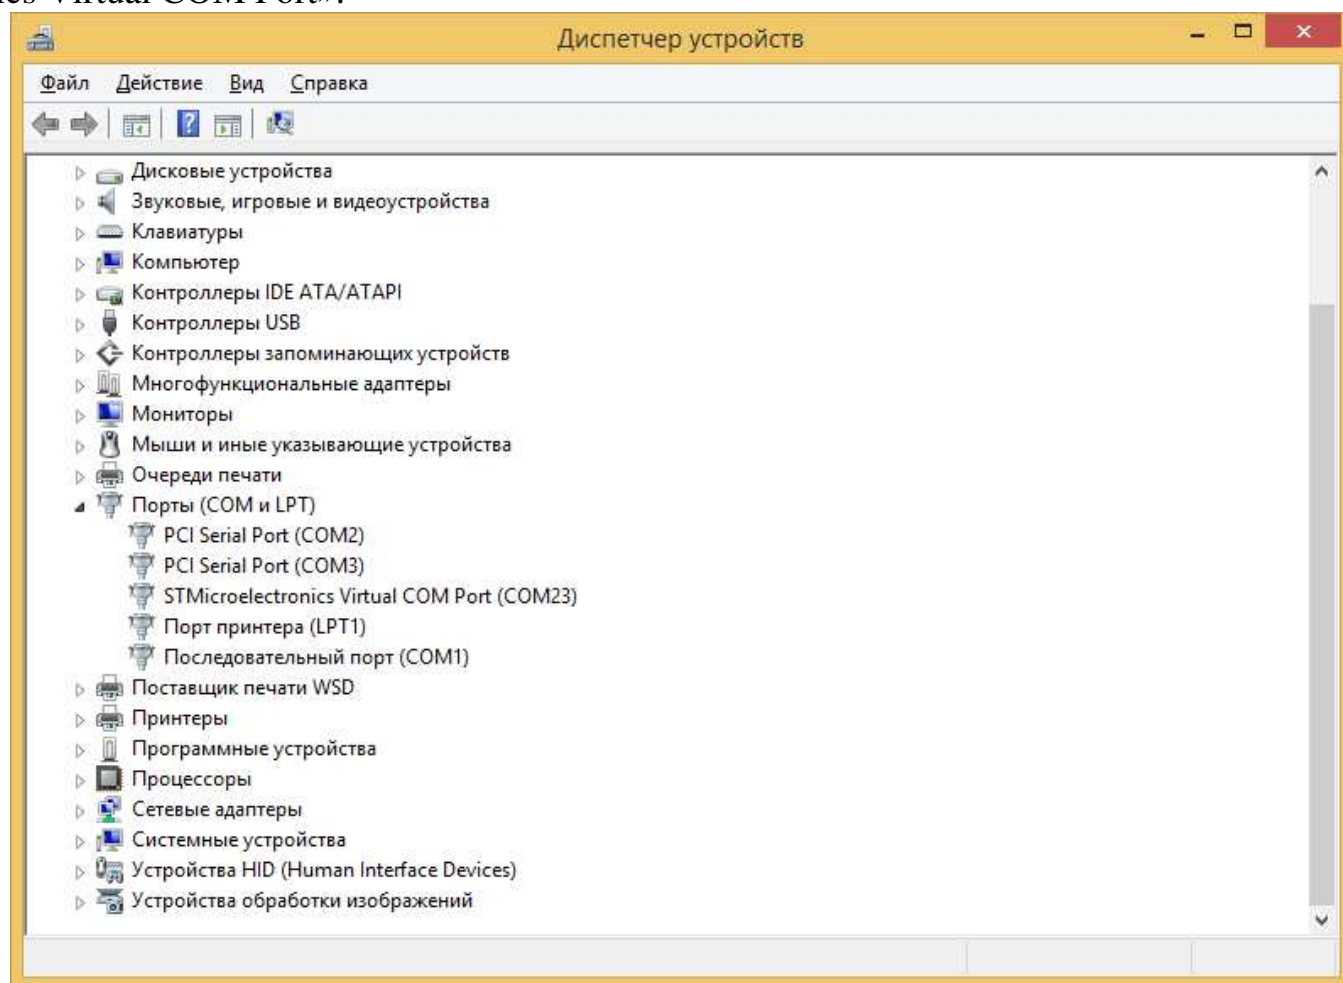 Virtual COM Port».
Диспетчер устройств
Файл Действие Вид Справка
Дисковые устройства
Звуковые, игровые и видеоустройства
Клавиатуры
Компьютер
Контроллеры IDE ATA/ATAPI
Контроллеры USB
Контроллеры запоминающих устройств
Многофункциональные адаптеры
Мониторы
Мыши и иные указывающие устройства
Очереди печати
Порты (COM и LPT)
PCI Serial Port (COM2)
PCI Serial Port (COM3)
STMicroelectronics Virtual COM Port (COM23)
Порт принтера (LPT1)
Последовательный порт (COM1)
Поставщик печати WSD
Принтеры
Программные устройства
Процессоры
Сетевые адаптеры
Системные устройства
Устройства HID (Human Interface Devices)
Устройства обработки изображений